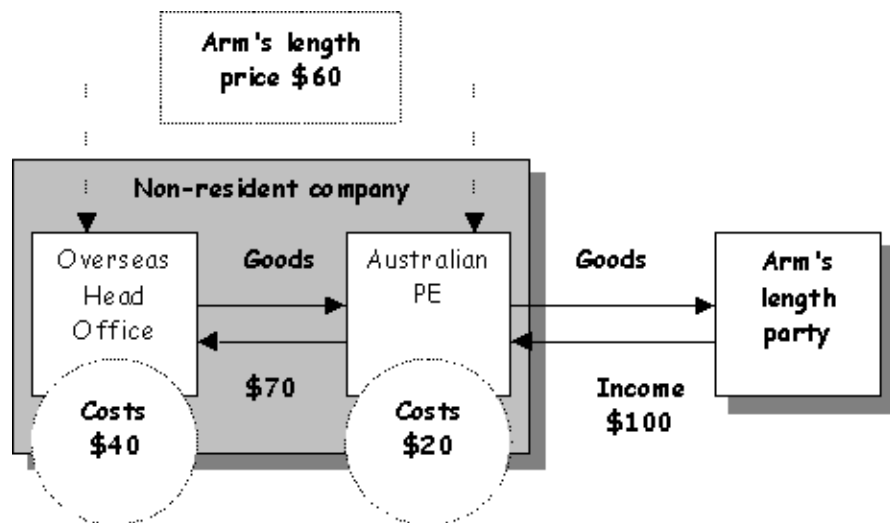 Arm's length
price $60
Non-resident company
Overseas
Head
Office
Goods
$70
Australian
PE
Goods
Income
$100
Arm's
length
party
Costs
$40
Costs
$20